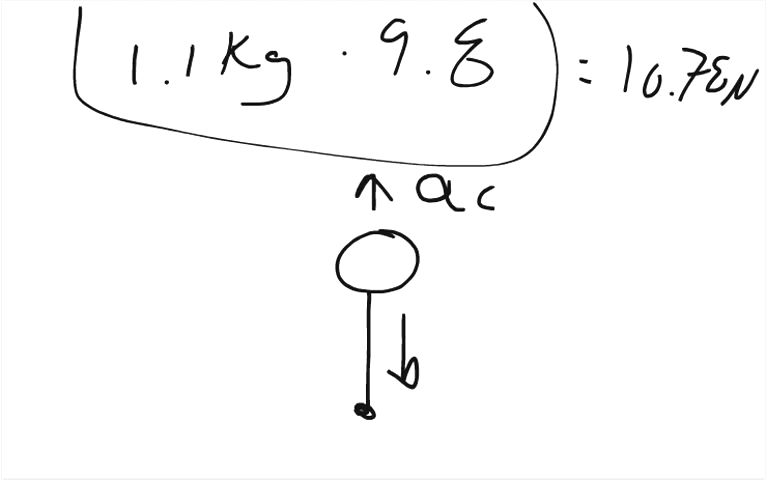 1.1 Kg · 9.8 = 10.78N
↑ ac